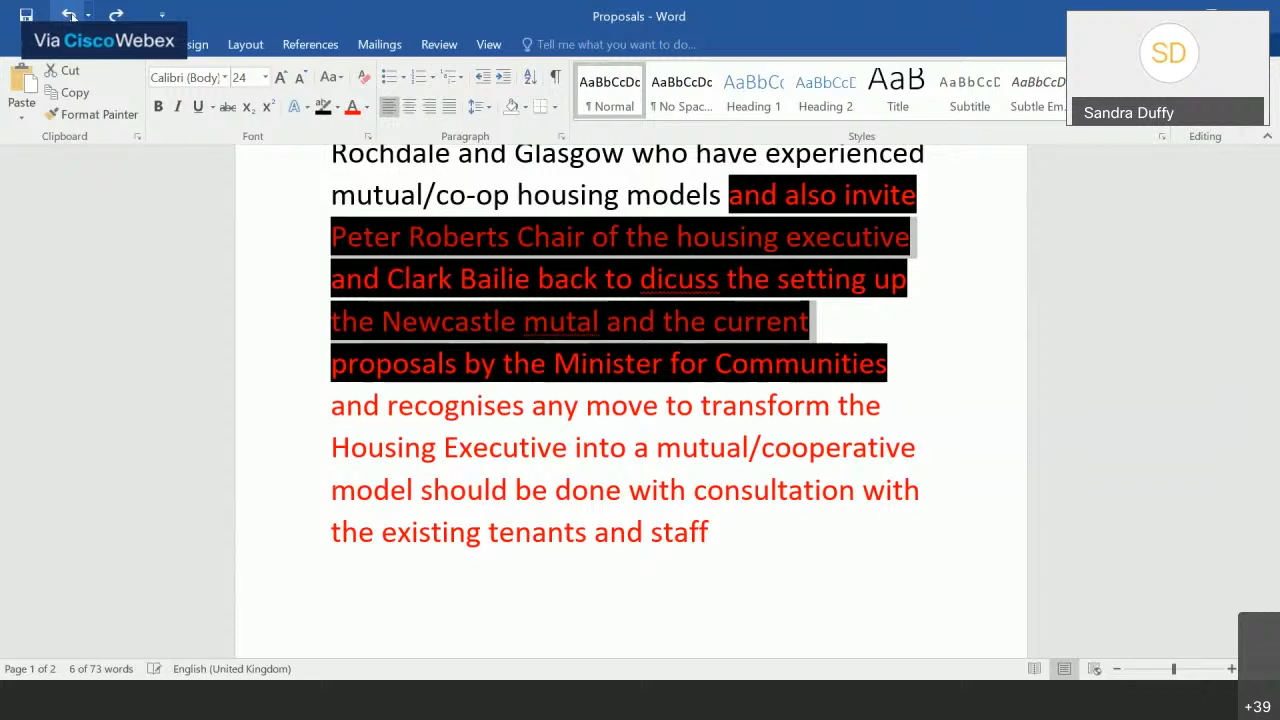 Proposals - Word
Via CiscoWebex
sign Layout References Mailings Review View Tell me what you want to do...
SD
Sandra Duffy
Cut
Copy
Format Painter
Paste
Clipboard
Calibri (Body) 24
Font
Paragraph
AaBbCcDc AaBbCcDc AaBbCc AaBbCcC AaB AaBbCcC AaBbCcC
¶ Normal ¶ No Spac... Heading 1 Heading 2 Title Subtitle Subtle Em...
Styles
Editing
Rochdale and Glasgow who have experienced
mutual/co-op housing models and also invite
Peter Roberts Chair of the housing executive
and Clark Bailie back to dicuss the setting up
the Newcastle mutal and the current
proposals by the Minister for Communities
and recognises any move to transform the
Housing Executive into a mutual/cooperative
model should be done with consultation with
the existing tenants and staff
Page 1 of 2 6 of 73 words English (United Kingdom)
+39